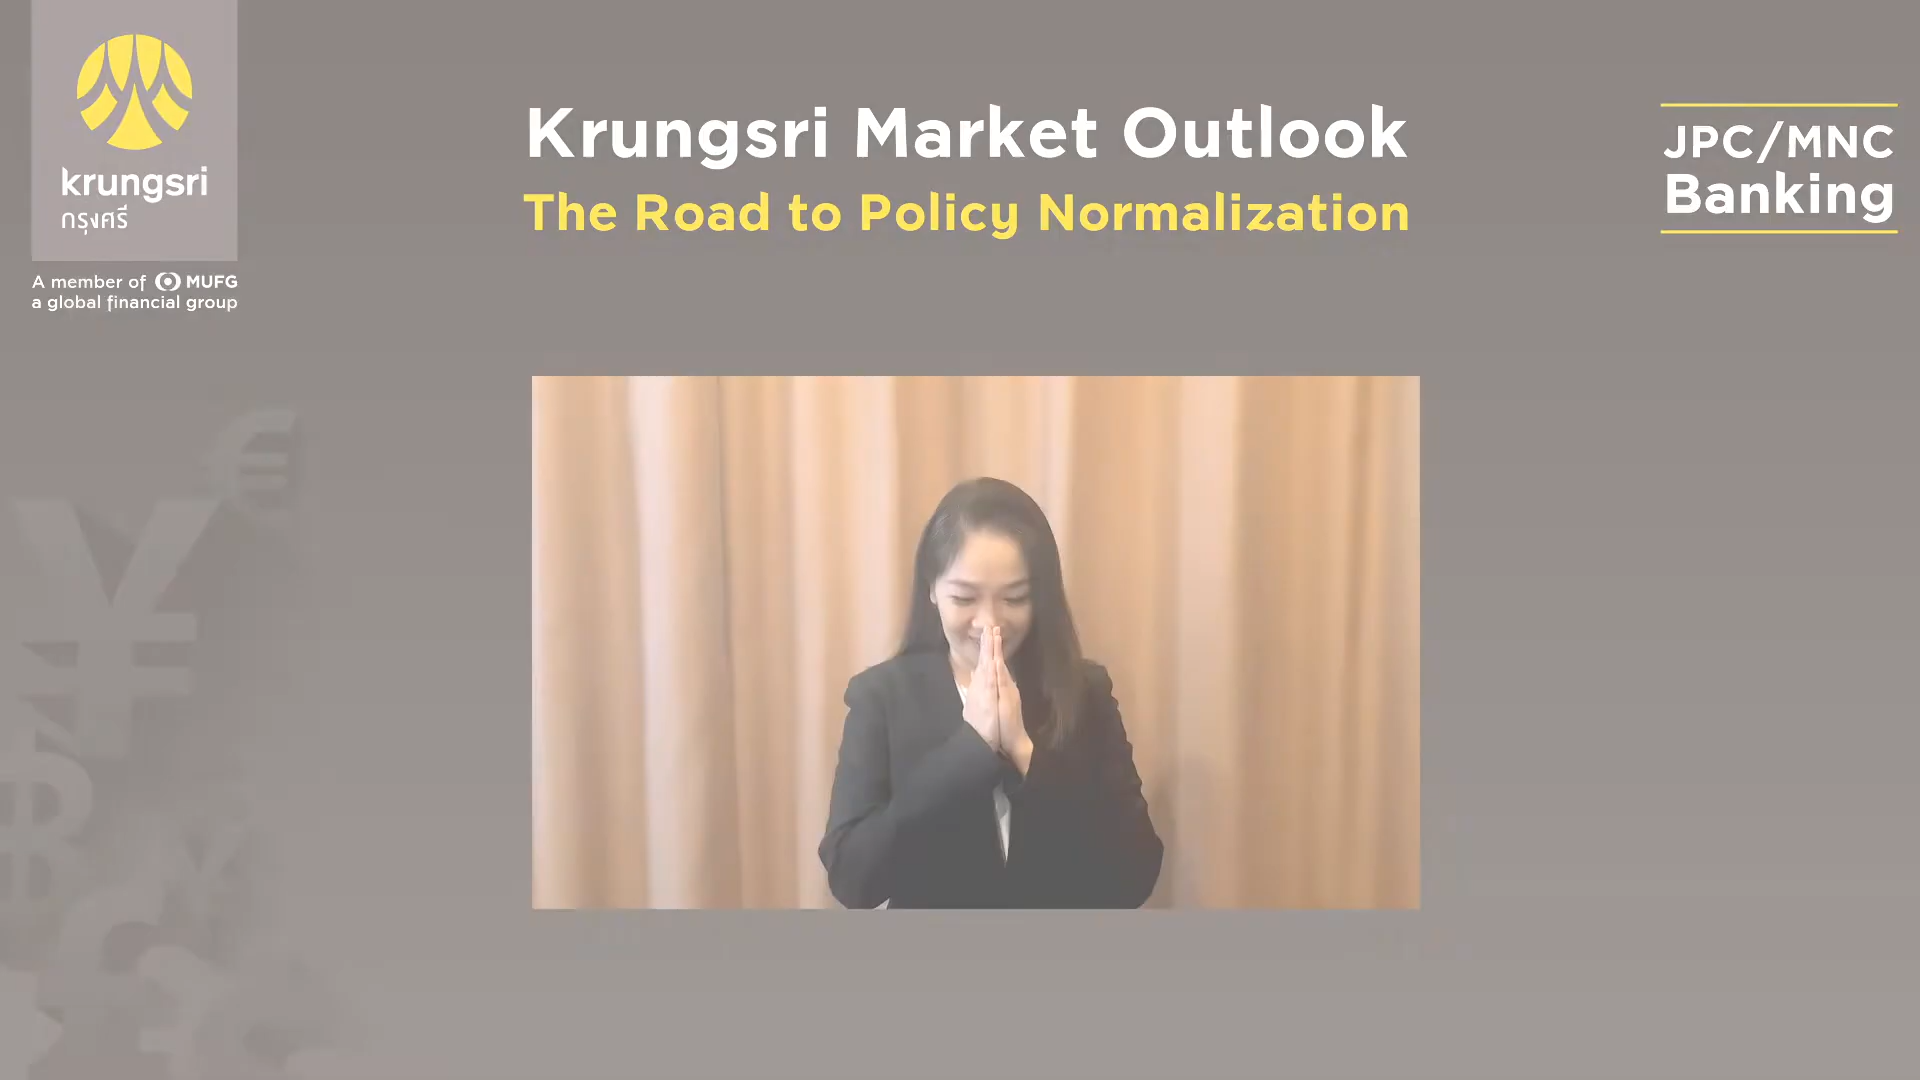 krungsri
กรุงศรี
A member of MUFG
a global financial group
Krungsri Market Outlook
The Road to Policy Normalization
JPC/MNC
Banking